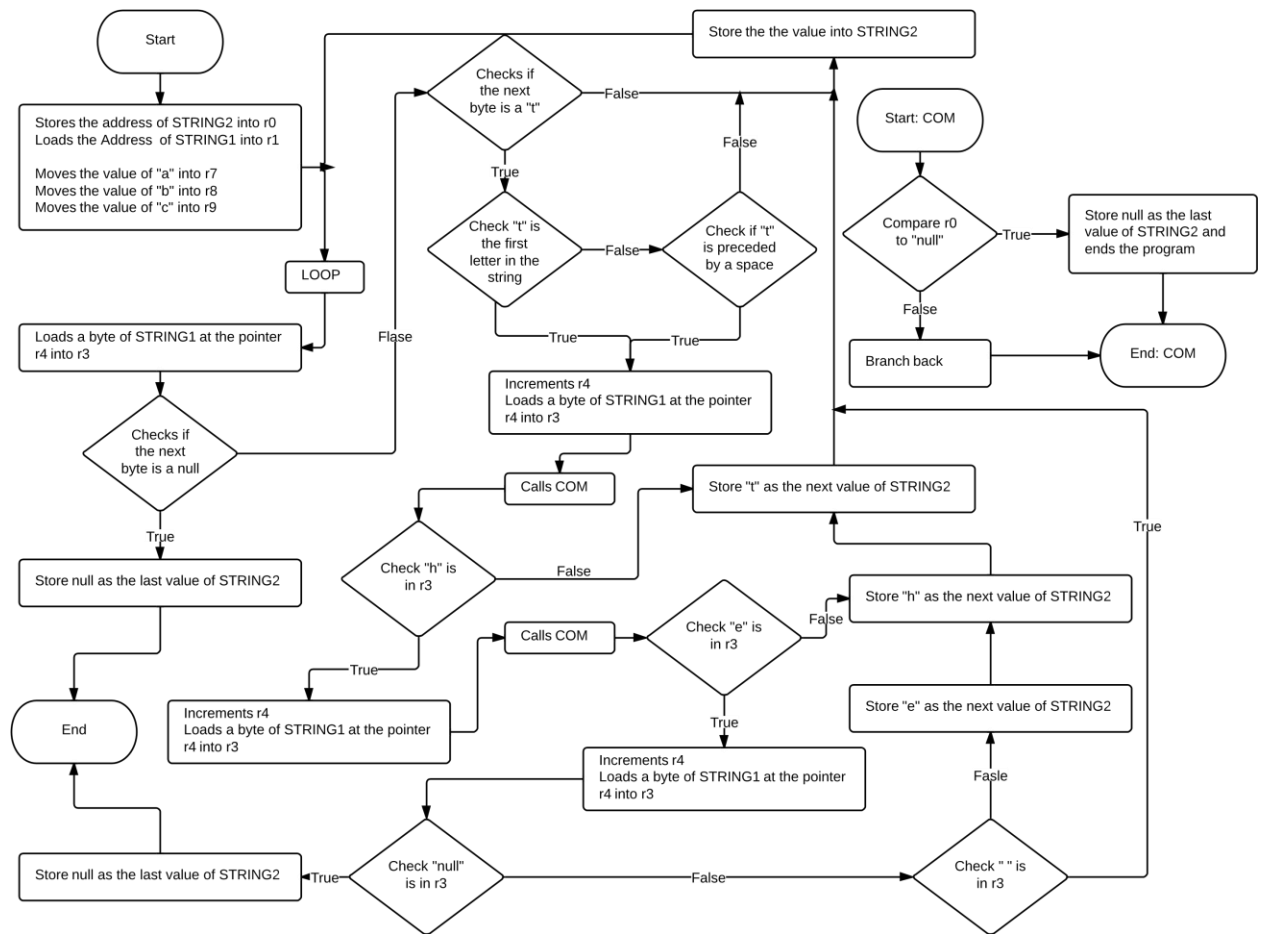 Start
Stores the address of STRING2 into r0
Loads the Address of STRING1 into r1
Moves the value of "a" into r7
Moves the value of "b" into r8
Moves the value of "c" into r9
LOOP
Loads a byte of STRING1 at the pointer
r4 into r3
Checks if
the next
byte is a null
Flase
True
Store null as the last value of STRING2
End
Store the the value into STRING2
Checks if
the next
byte is a "t"
False
True
Check "t" is
the first
letter in the
string
False
Check if "t"
is preceded
by a space
False
True
True
Increments r4
Loads a byte of STRING1 at the pointer
r4 into r3
Calls COM
Check "h" is
in r3
False
Store "t" as the next value of STRING2
True
Increments r4
Loads a byte of STRING1 at the pointer
r4 into r3
Calls COM
Check "e" is
in r3
False
Store "h" as the next value of STRING2
True
Increments r4
Loads a byte of STRING1 at the pointer
r4 into r3
Store "e" as the next value of STRING2
Fasle
Check "null"
is in r3
True
Store null as the last value of STRING2
False
Check " " is
in r3
True
Start: COM
Compare r0
to "null"
True
Store null as the last
value of STRING2 and
ends the program
False
Branch back
End: COM